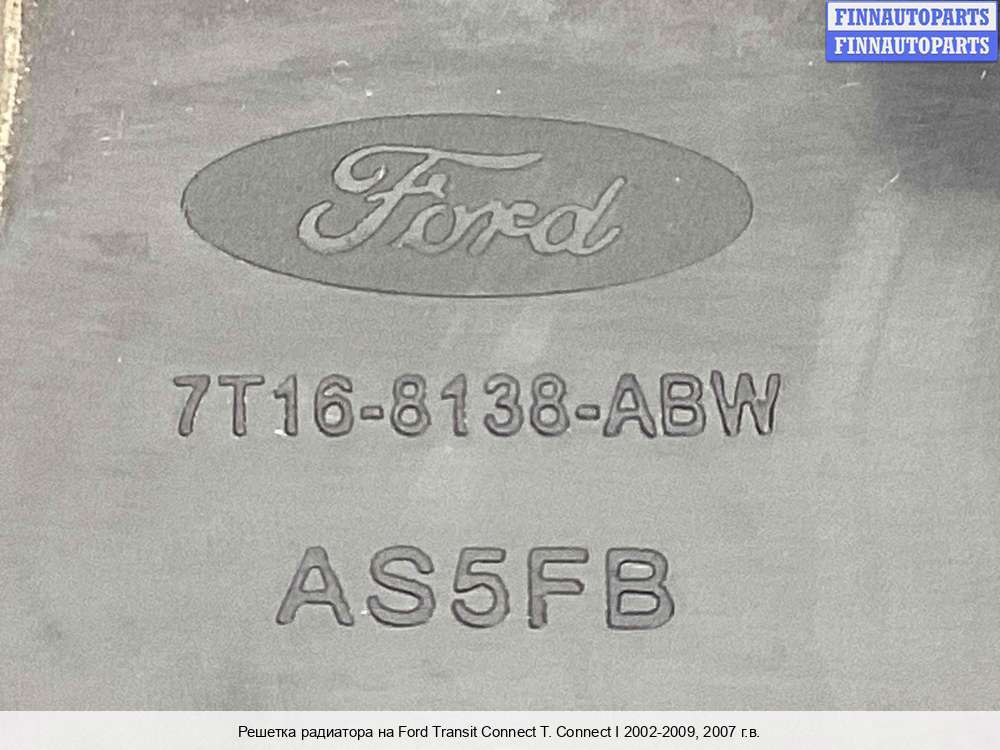 FINNAUTOPARTS
FINNAUTOPARTS
Ford
7T16-8138-ABW
AS5FB
Решетка радиатора на Ford Transit Connect T. Connect I 2002-2009, 2007 г.в.